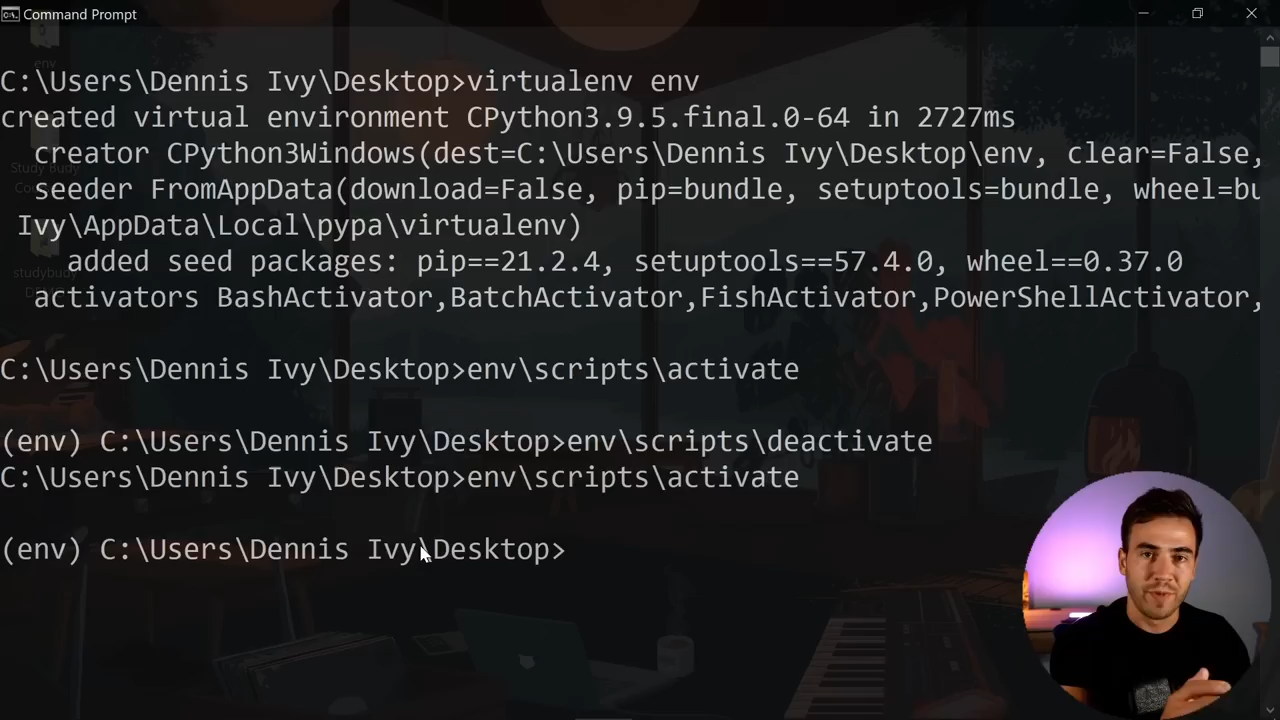 Command Prompt
env
C:\Users\Dennis Ivy\Desktop>virtualenv env
created virtual environment CPython3.9.5.final.0-64 in 2727ms
creator CPython3Windows(dest=C:\Users\Dennis Ivy\Desktop\env, clear=False,
Study Budy
seeder FromAppData(download=False, pip=bundle, setuptools=bundle, wheel=bu
Ivy\AppData\Local\pypa\virtualenv)
added seed packages: pip==21.2.4, setuptools==57.4.0, wheel==0.37.0
studybudy
activators BashActivator,BatchActivator,FishActivator,PowerShellActivator,
C:\Users\Dennis Ivy\Desktop>env\scripts\activate
(env) C:\Users\Dennis Ivy\Desktop>env\scripts\deactivate
C:\Users\Dennis Ivy\Desktop>env\scripts\activate
(env) C:\Users\Dennis Ivy\Desktop>